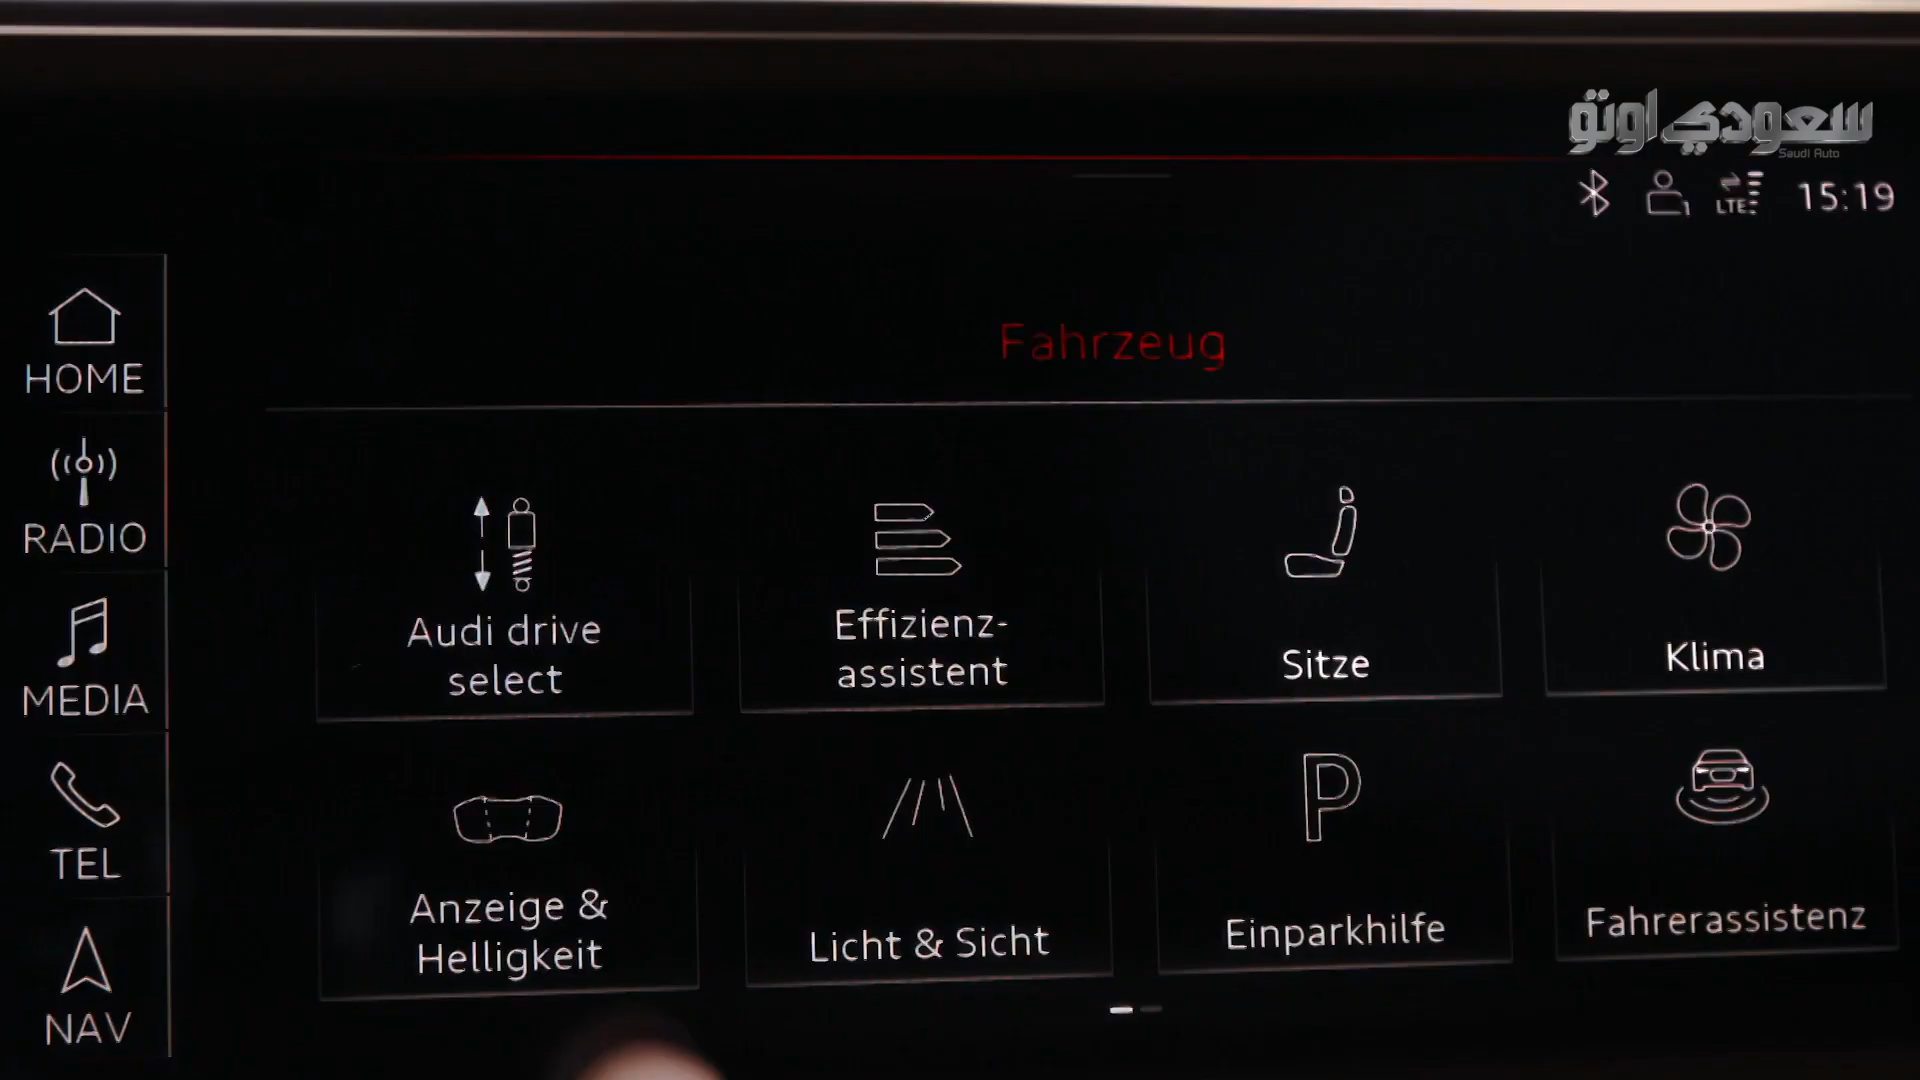 سعودي اوتو
Saudi Auto
LTE
15:19
HOME
RADIO
MEDIA
TEL
NAV
Fahrzeug
Audi drive
select
Effizienz-
assistent
Sitze
Klima
Anzeige &
Helligkeit
Licht & Sicht
P
Einparkhilfe
Fahrerassistenz